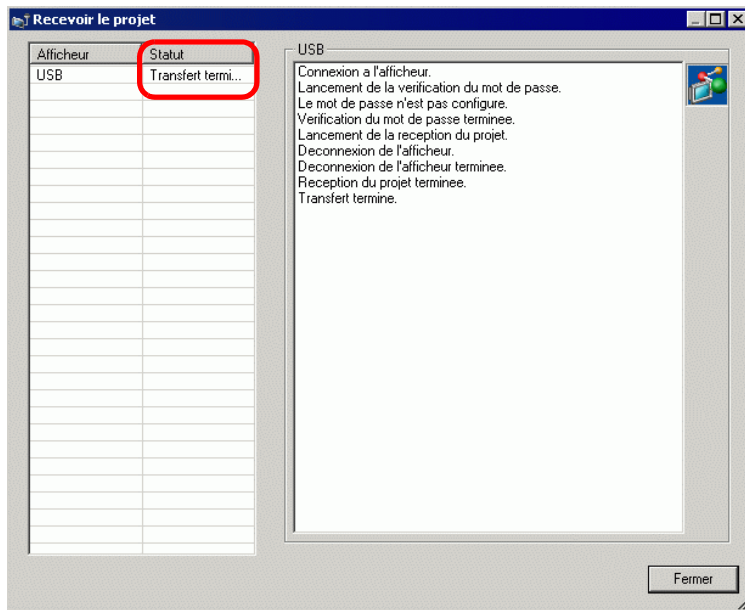 Recevoir le projet
Afficheur Statut
USB Transfert termi...
USB
Connexion a l'afficheur.
Lancement de la verification du mot de passe.
Le mot de passe n'est pas configure.
Verification du mot de passe terminee.
Lancement de la reception du projet.
Deconnexion de l'afficheur.
Deconnexion de l'afficheur terminee.
Reception du projet terminee.
Transfert termine.
Fermer